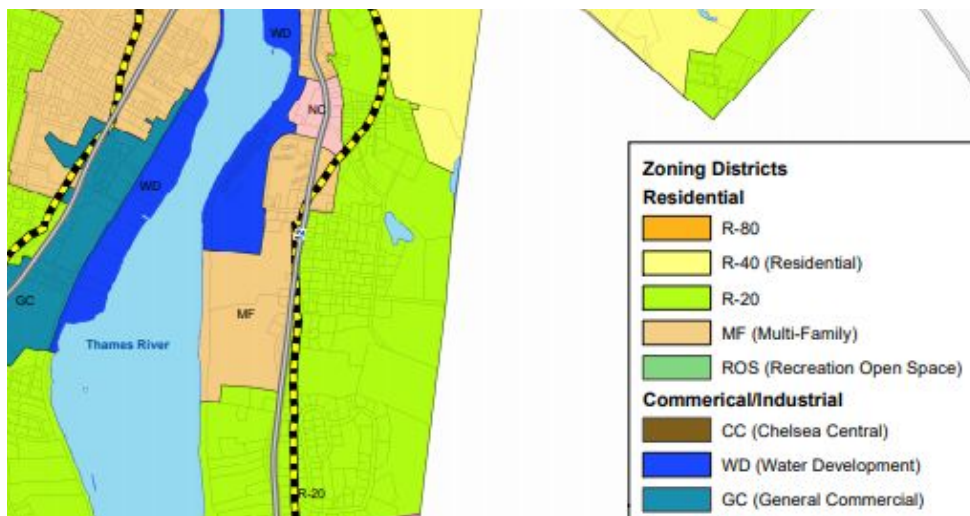 WD
NC
WD
12
GC
MF
Thames River
R-20
Zoning Districts
Residential
R-80
R-40 (Residential)
R-20
MF (Multi-Family)
ROS (Recreation Open Space)
Commerical/Industrial
CC (Chelsea Central)
WD (Water Development)
GC (General Commercial)